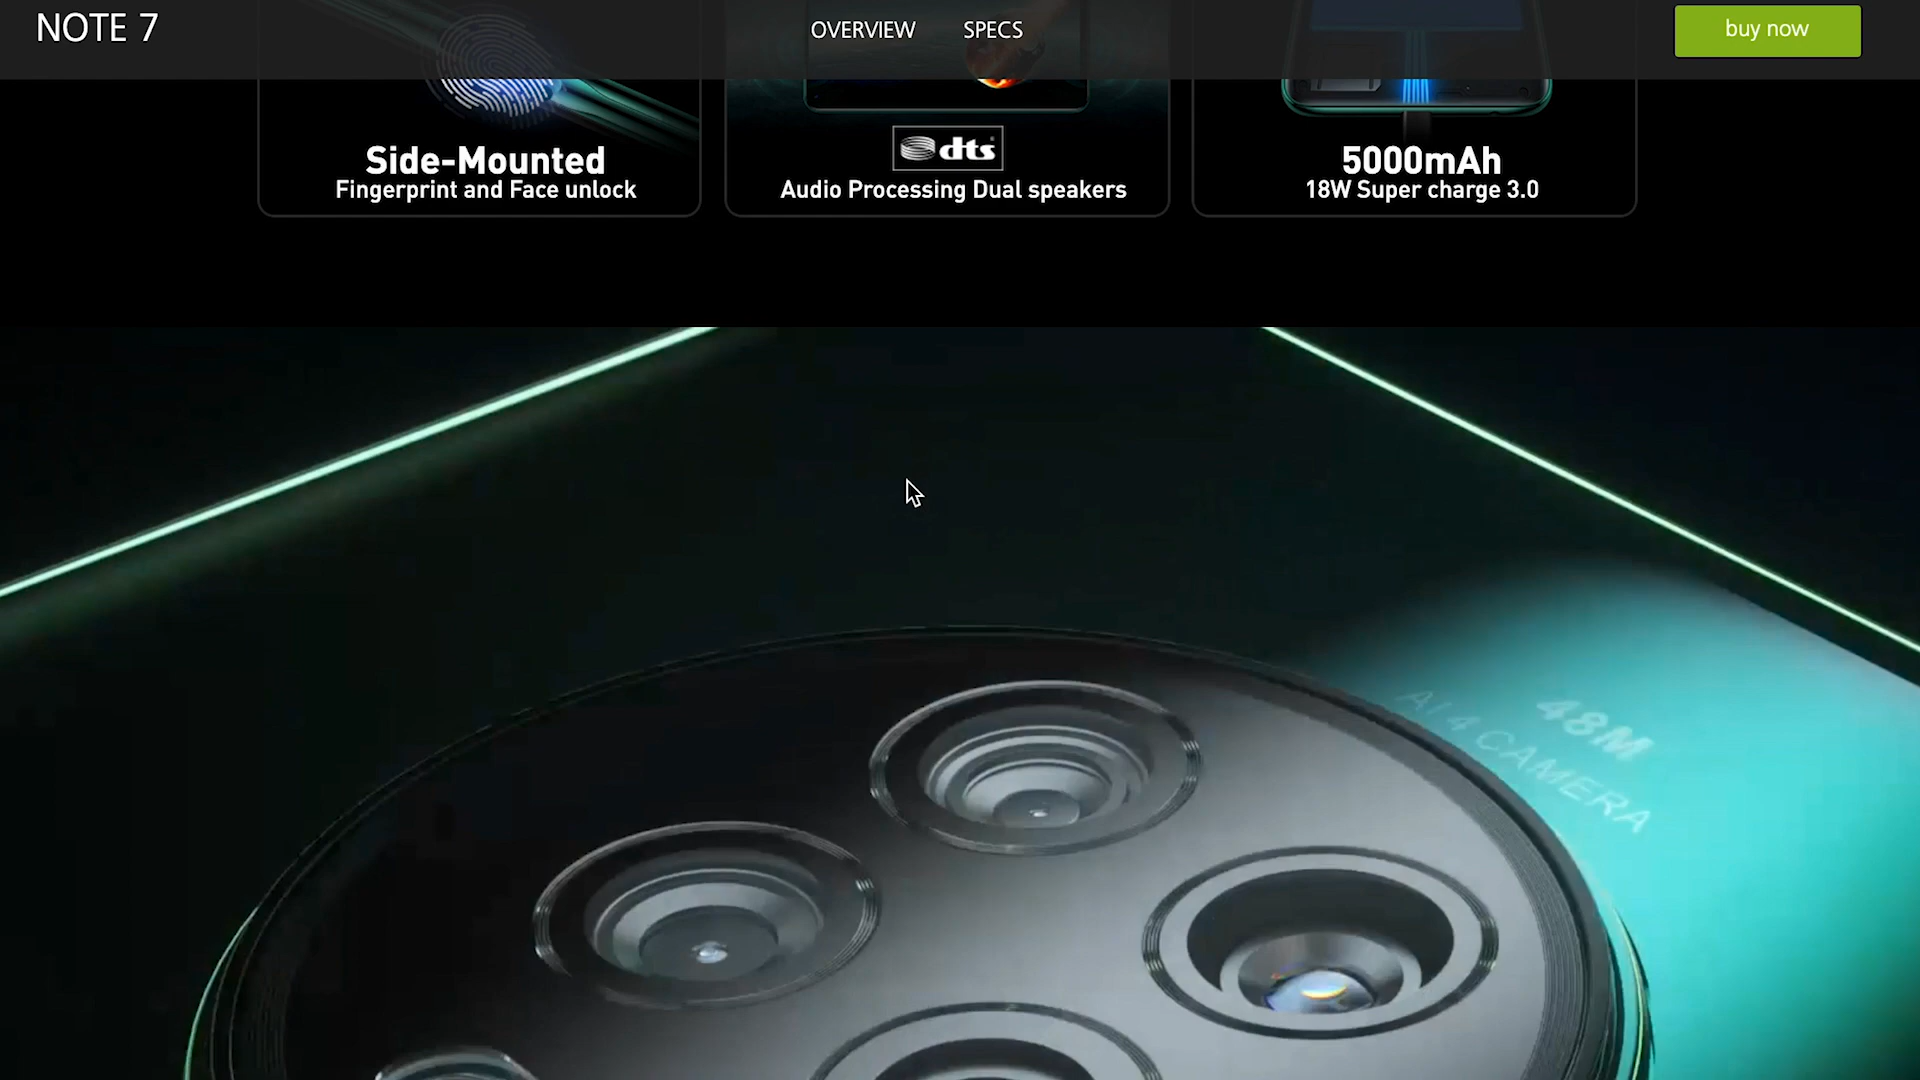 NOTE 7
OVERVIEW
SPECS
buy now
Side-Mounted
Fingerprint and Face unlock
dts
Audio Processing Dual speakers
5000mAh
18W Super charge 3.0
48M
AI 4 CAMERA